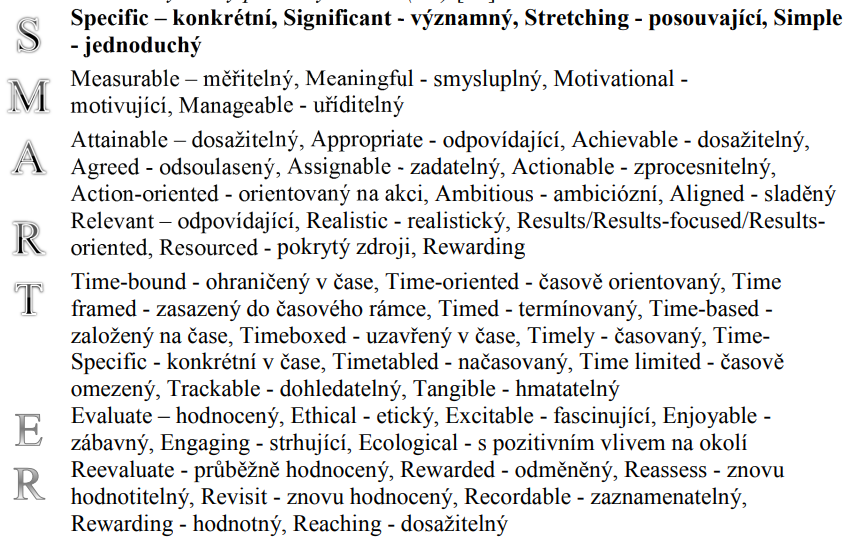 S
Specific – konkrétní, Significant - významný, Stretching - posouvající, Simple
- jednoduchý
M
Measurable – měřitelný, Meaningful - smysluplný, Motivational -
motivující, Manageable - uříditelný
A
Attainable – dosažitelný, Appropriate - odpovídající, Achievable - dosažitelný,
Agreed - odsoulasený, Assignable - zadatelný, Actionable - zprocesnitelný,
Action-oriented - orientovaný na akci, Ambitious - ambiciózní, Aligned - sladěný
R
Relevant – odpovídající, Realistic - realistický, Results/Results-focused/Results-
oriented, Resourced - pokrytý zdroji, Rewarding
T
Time-bound - ohraničený v čase, Time-oriented - časově orientovaný, Time
framed - zasazený do časového rámce, Timed - termínovaný, Time-based -
založený na čase, Timeboxed - uzavřený v čase, Timely - časovaný, Time-
Specific - konkrétní v čase, Timetabled - načasovaný, Time limited - časově
omezený, Trackable - dohledatelný, Tangible - hmatatelný
E
Evaluate – hodnocený, Ethical - etický, Excitable - fascinující, Enjoyable -
zábavný, Engaging - strhující, Ecological - s pozitivním vlivem na okolí
R
Reevaluate - průběžně hodnocený, Rewarded - odměněný, Reassess - znovu
hodnotitelný, Revisit - znovu hodnocený, Recordable - zaznamenatelný,
Rewarding - hodnotný, Reaching - dosažitelný